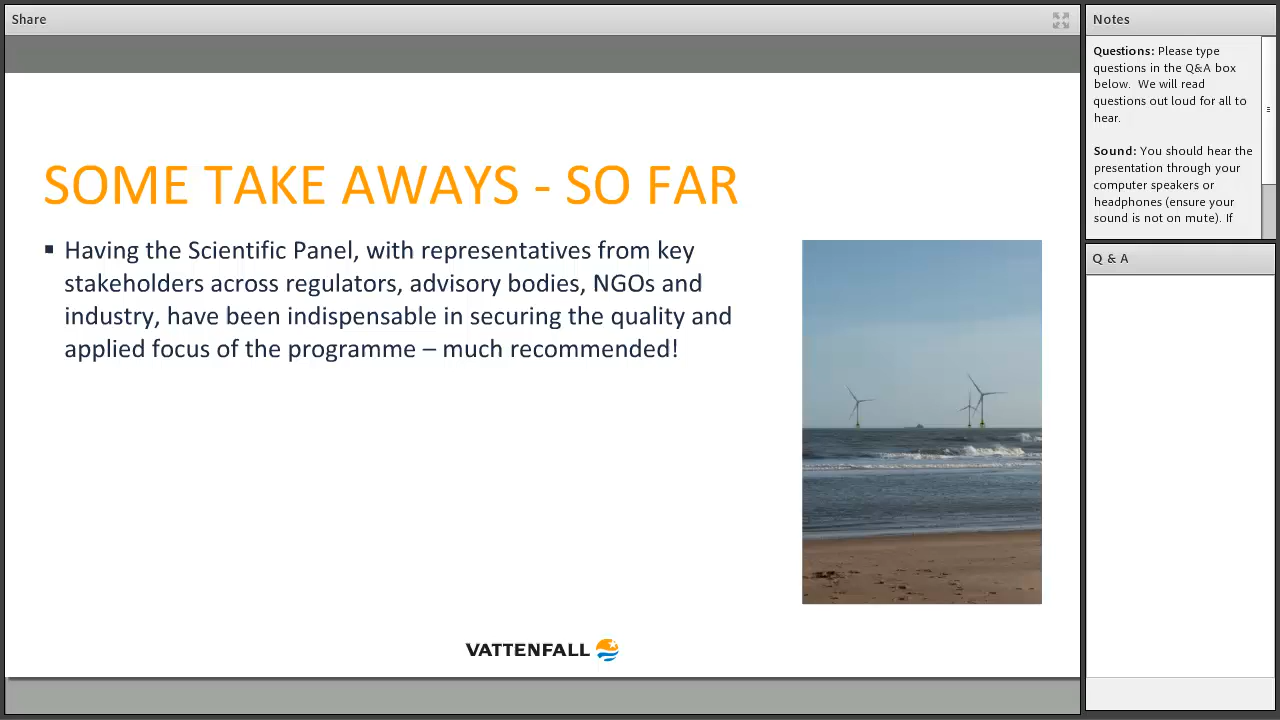 Share
SOME TAKE AWAYS - SO FAR
▪ Having the Scientific Panel, with representatives from key
stakeholders across regulators, advisory bodies, NGOs and
industry, have been indispensable in securing the quality and
applied focus of the programme – much recommended!
VATTENFALL
Notes
Questions: Please type
questions in the Q&A box
below.  We will read
questions out loud for all to
hear.
Sound: You should hear the
presentation through your
computer speakers or
headphones (ensure your
sound is not on mute). If
Q & A